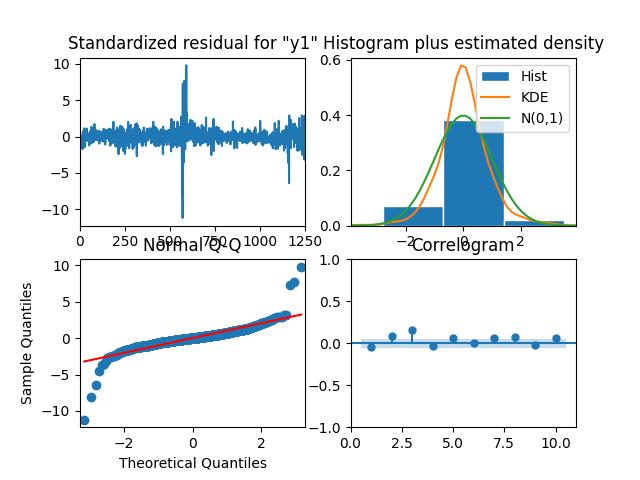 Standardized residual for "y1"
10
5
0
−5
−10
0 250 500 750 1000 1250
Histogram plus estimated density
0.6
0.4
0.2
0.0
−2 0 2
Hist
KDE
N(0,1)
Normal Q-Q
Sample Quantiles
10
5
0
−5
−10
−2 0 2
Theoretical Quantiles
Correlogram
1.0
0.5
0.0
−0.5
−1.0
0.0 2.5 5.0 7.5 10.0